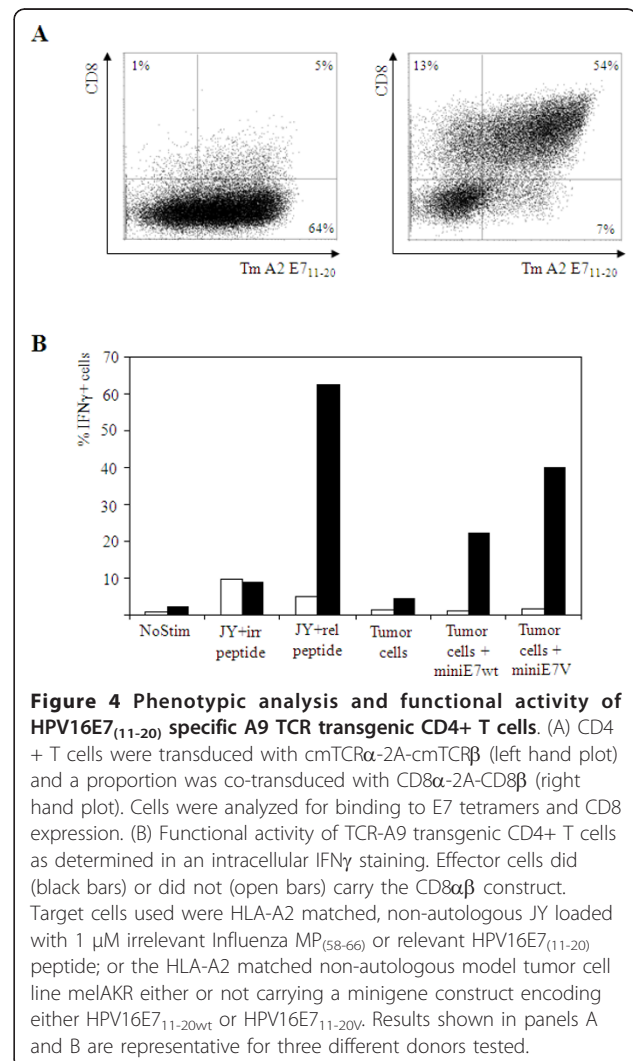 A
1%
5%
13%
54%
CD8
CD8
64%
7%
Tm A2 E7₁₁₋₂₀
Tm A2 E7₁₁₋₂₀
B
% IFNγ+ cells
70
60
50
40
30
20
10
NoStim
JY+irr
peptide
JY+rel
peptide
Tumor
cells
Tumor
cells +
miniE7wt
Tumor
cells +
miniE7V
Figure 4 Phenotypic analysis and functional activity of
HPV16E7₍₁₁₋₂₀₎ specific A9 TCR transgenic CD4+ T cells. (A) CD4
+ T cells were transduced with cmTCRα-2A-cmTCRβ (left hand plot)
and a proportion was co-transduced with CD8α-2A-CD8β (right
hand plot). Cells were analyzed for binding to E7 tetramers and CD8
expression. (B) Functional activity of TCR-A9 transgenic CD4+ T cells
as determined in an intracellular IFNγ staining. Effector cells did
(black bars) or did not (open bars) carry the CD8αβ construct.
Target cells used were HLA-A2 matched, non-autologous JY loaded
with 1 μM irrelevant Influenza MP₍₅₈₋₆₆₎ or relevant HPV16E7₍₁₁₋₂₀₎
peptide; or the HLA-A2 matched non-autologous model tumor cell
line melAKR either or not carrying a minigene construct encoding
either HPV16E7₁₁₋₂₀wt or HPV16E7₁₁₋₂₀V. Results shown in panels A
and B are representative for three different donors tested.